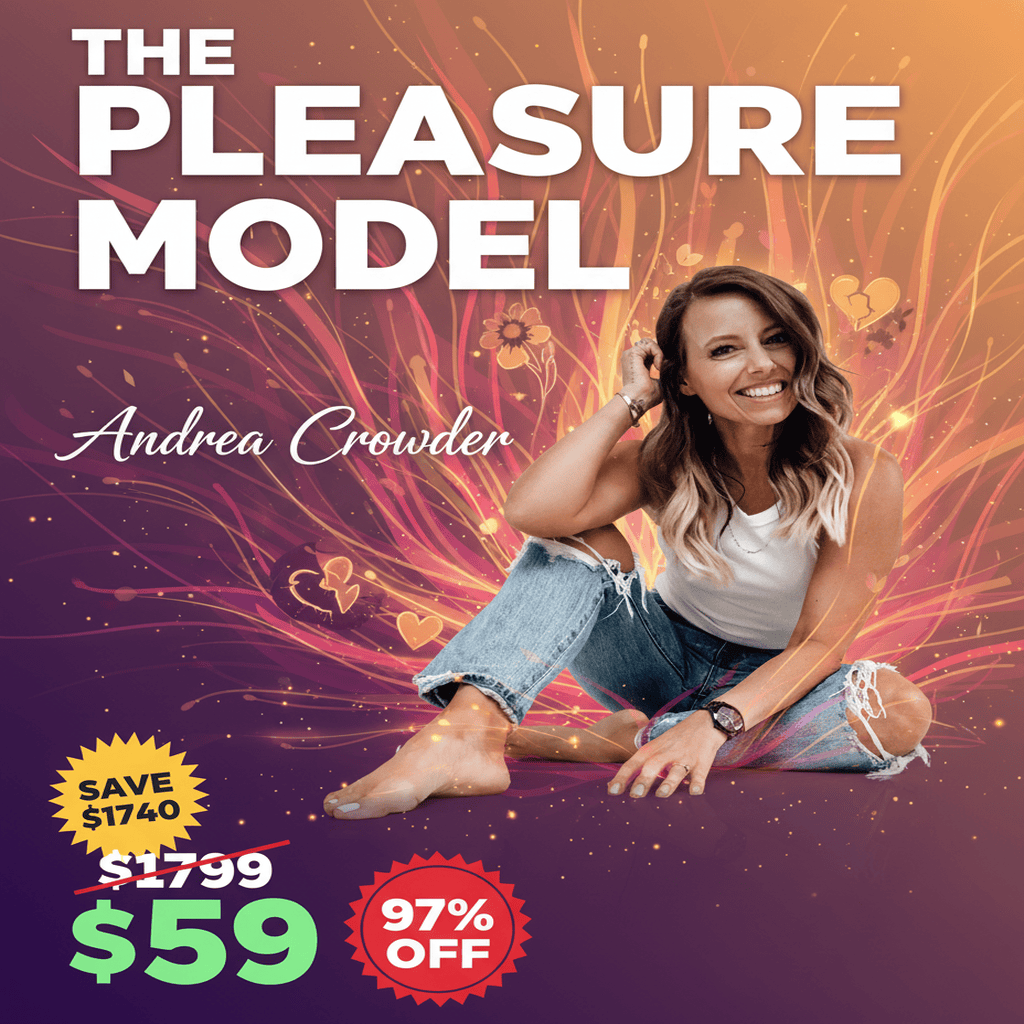 THE
PLEASURE
MODEL
Andrea Crowder
SAVE
$1740
$1799
$59
97%
OFF